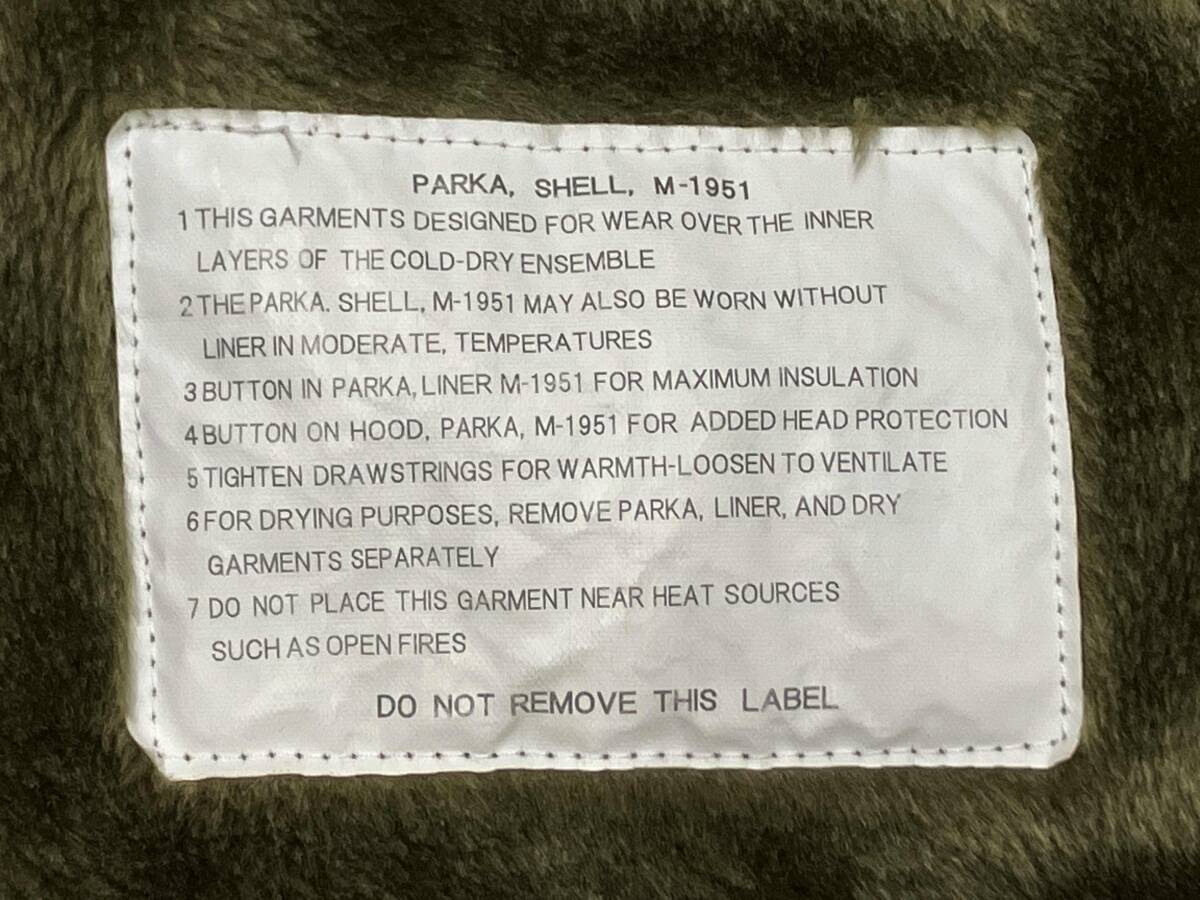 PARKA, SHELL, M-1951
1 THIS GARMENTS DESIGNED FOR WEAR OVER THE INNER
LAYERS OF THE COLD-DRY ENSEMBLE
2 THE PARKA. SHELL, M-1951 MAY ALSO BE WORN WITHOUT
LINER IN MODERATE, TEMPERATURES
3 BUTTON IN PARKA, LINER M-1951 FOR MAXIMUM INSULATION
4 BUTTON ON HOOD, PARKA, M-1951 FOR ADDED HEAD PROTECTION
5 TIGHTEN DRAWSTRINGS FOR WARMTH-LOOSEN TO VENTILATE
6 FOR DRYING PURPOSES, REMOVE PARKA, LINER, AND DRY
GARMENTS SEPARATELY
7 DO NOT PLACE THIS GARMENT NEAR HEAT SOURCES
SUCH AS OPEN FIRES
DO NOT REMOVE THIS LABEL